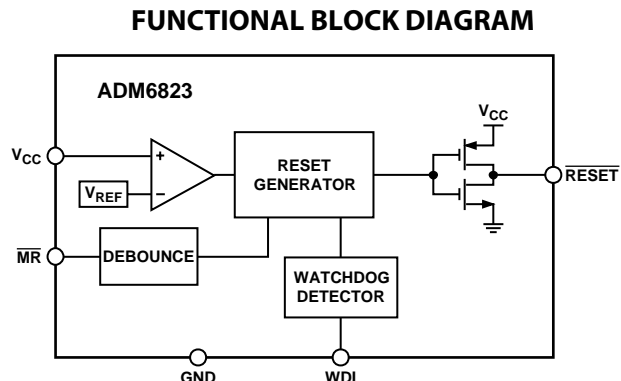 FUNCTIONAL BLOCK DIAGRAM
ADM6823
VCC
VCC
+
−
VREF
RESET
GENERATOR
RESET
MR
DEBOUNCE
WATCHDOG
DETECTOR
GND
WDI